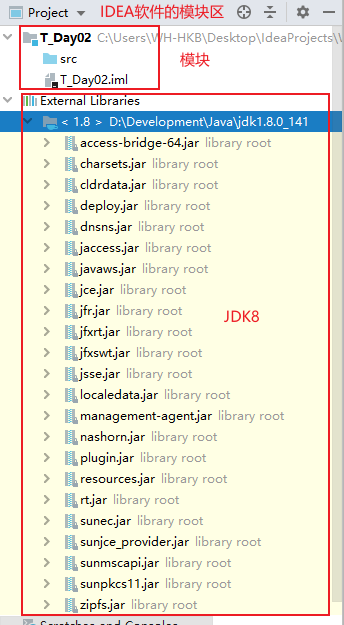 Project IDEA软件的模块区
T_Day02 C:\Users\WH-HKB\Desktop\IdeaProjects\
src 模块
T_Day02.iml
External Libraries
< 1.8 > D:\Development\Java\jdk1.8.0_141
access-bridge-64.jar library root
charsets.jar library root
cldrdata.jar library root
deploy.jar library root
dnsns.jar library root
jaccess.jar library root
javaws.jar library root
jce.jar library root
jfr.jar library root
jfxrt.jar library root JDK8
jfxswt.jar library root
jsse.jar library root
localedata.jar library root
management-agent.jar library root
nashorn.jar library root
plugin.jar library root
resources.jar library root
rt.jar library root
sunec.jar library root
sunjce_provider.jar library root
sunmscapi.jar library root
sunpkcs11.jar library root
zipfs.jar library root
Scratches and Consoles